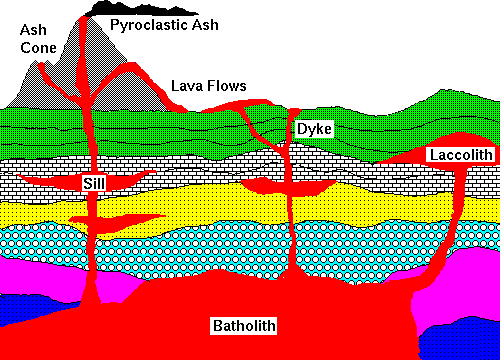 Pyroclastic Ash
Ash
Cone
Lava Flows
Dyke
Laccolith
Sill
Batholith